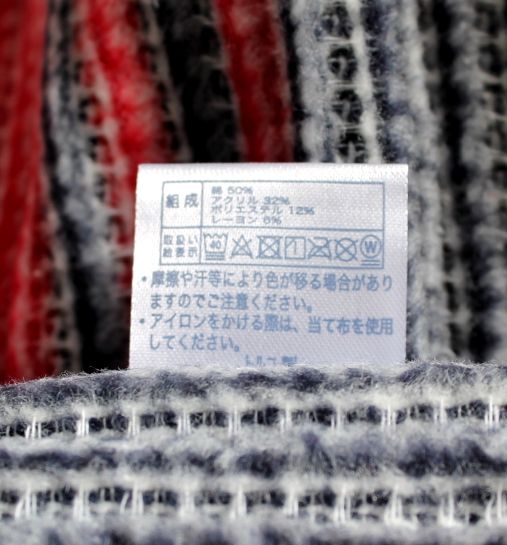 組成
綿 50%
アクリル 32%
ポリエステル 12%
レーヨン 6%
取扱い
絵表示
40
W
・摩擦や汗等により色が移る場合があり
ますのでご注意ください。
・アイロンをかける際は、当て布を使用
してください。
トルコ製